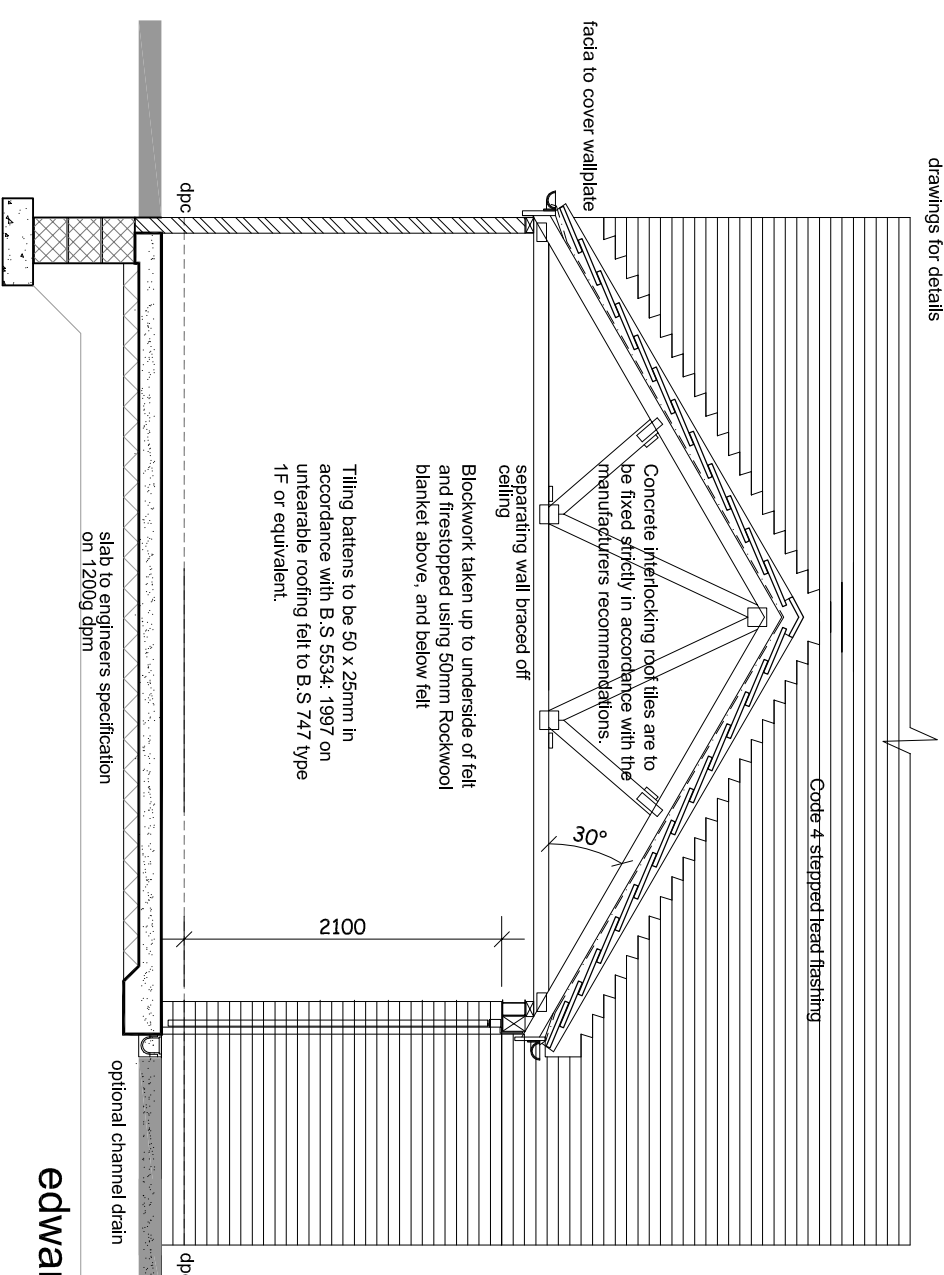 drawings for details
Code 4 stepped lead flashing
facia to cover wallplate
Concrete interlocking roof tiles are to
be fixed strictly in accordance with the
manufacturers recommendations.
30°
separating wall braced off
ceiling
Blockwork taken up to underside of felt
and firestopped using 50mm Rockwool
blanket above, and below felt
2100
Tiling battens to be 50 x 25mm in
accordance with B.S 5534: 1997 on
untearable roofing felt to B.S 747 type
1F or equivalent.
dpc
dpc
slab to engineers specification
on 1200g dpm
optional channel drain
edwa